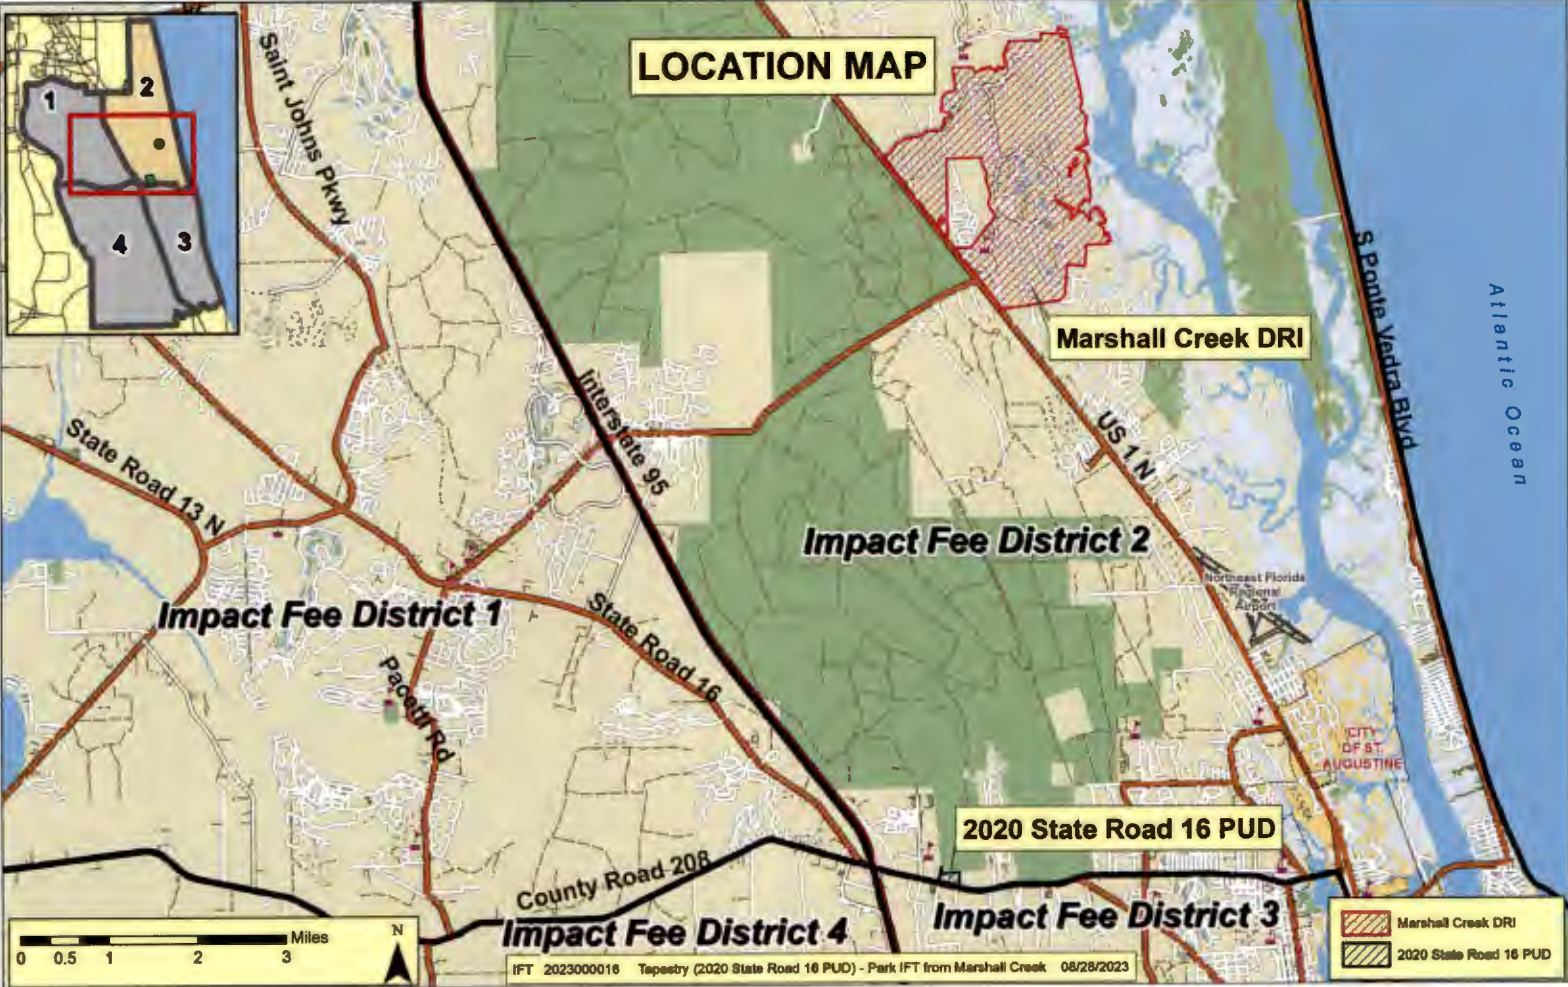 LOCATION MAP
1
2
3
4
Saint Johns Pkwy
S Ponte Vedra Blvd
Atlantic Ocean
Marshall Creek DRI
Interstate 95
US 1 N
State Road 13 N
Impact Fee District 2
Northeast Florida
Regional
Airport
Impact Fee District 1
State Road 16
Pacetti Rd
CITY
OF ST.
AUGUSTINE
2020 State Road 16 PUD
County Road 208
Impact Fee District 4
Impact Fee District 3
Miles
0 0.5 1 2 3
N
IFT 2023000016 Tapestry (2020 State Road 16 PUD) - Park IFT from Marshall Creek 08/28/2023
Marshall Creek DRI
2020 State Road 16 PUD